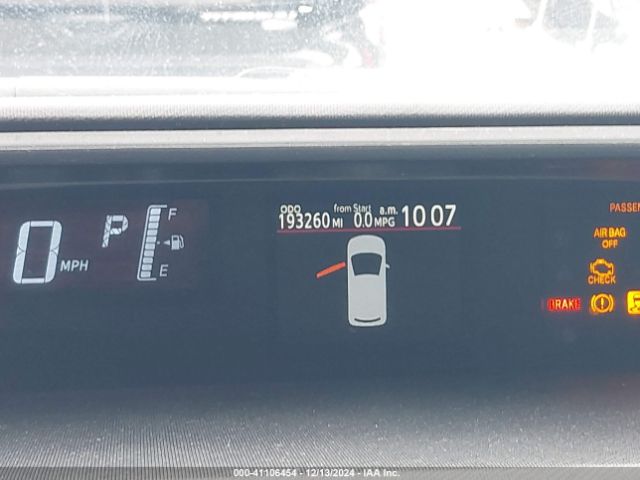 0 MPH
P
F
E
ODO from Start a.m.
193260 MI 0.0 MPG 10 07
PASSEN
AIR BAG
OFF
CHECK
BRAKE
000-41106454 - 12/13/2024 - IAA Inc.